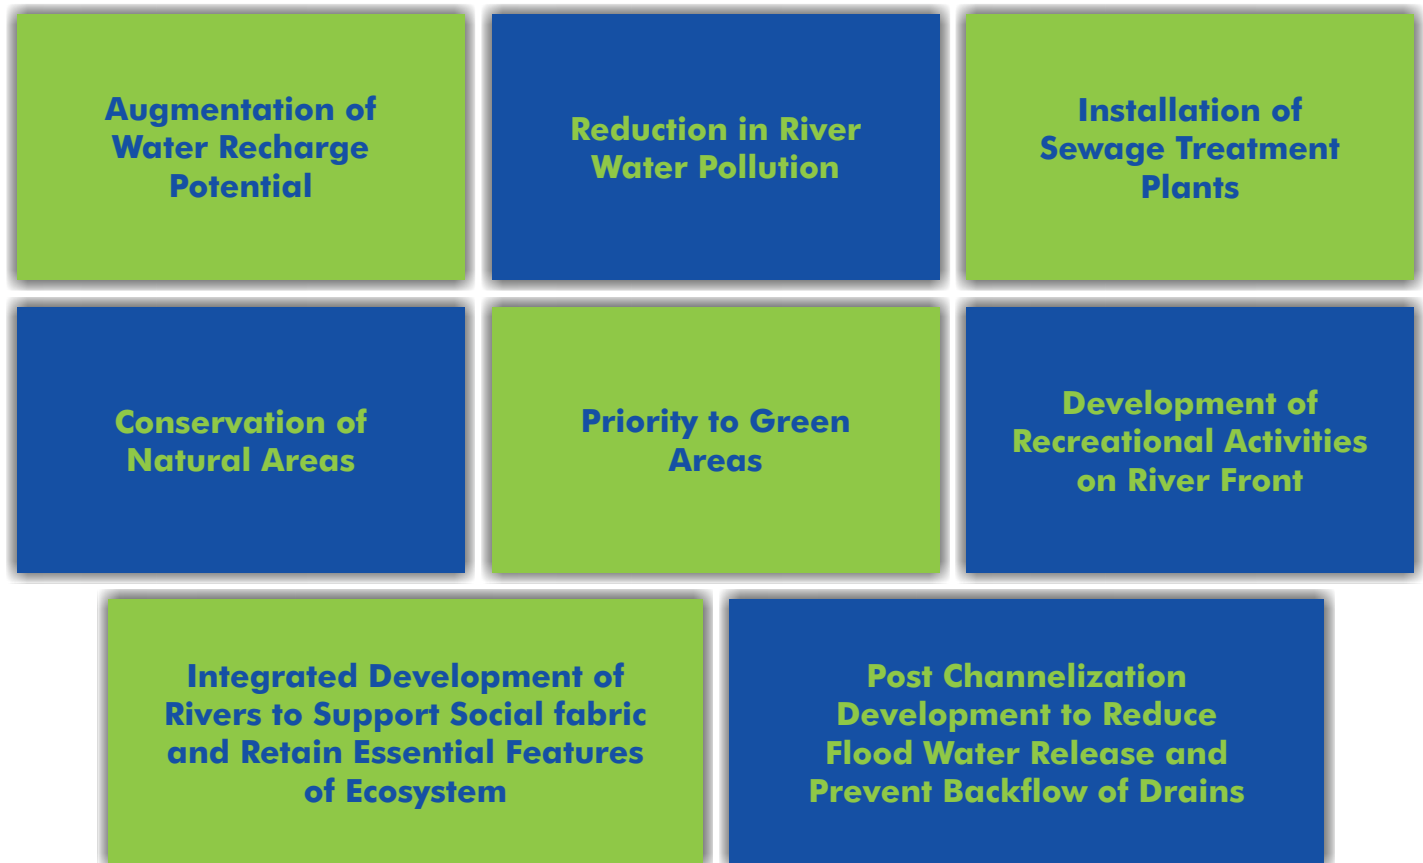 Augmentation of
Water Recharge
Potential
Reduction in River
Water Pollution
Installation of
Sewage Treatment
Plants
Conservation of
Natural Areas
Priority to Green
Areas
Development of
Recreational Activities
on River Front
Integrated Development of
Rivers to Support Social fabric
and Retain Essential Features
of Ecosystem
Post Channelization
Development to Reduce
Flood Water Release and
Prevent Backflow of Drains